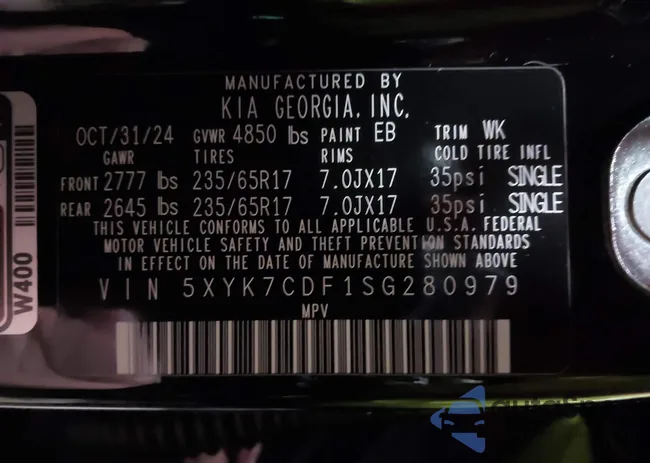 MANUFACTURED BY
KIA GEORGIA, INC.
OCT/31/24 GVWR 4850 lbs PAINT EB TRIM WK
GAWR TIRES RIMS COLD TIRE INFL
FRONT 2777 lbs 235/65R17 7.0JX17 35psi SINGLE
REAR 2645 lbs 235/65R17 7.0JX17 35psi SINGLE
THIS VEHICLE CONFORMS TO ALL APPLICABLE U.S.A. FEDERAL
MOTOR VEHICLE SAFETY AND THEFT PREVENTION STANDARDS
IN EFFECT ON THE DATE OF MANUFACTURE SHOWN ABOVE
VIN 5XYK7CDF1SG280979
MPV
W400